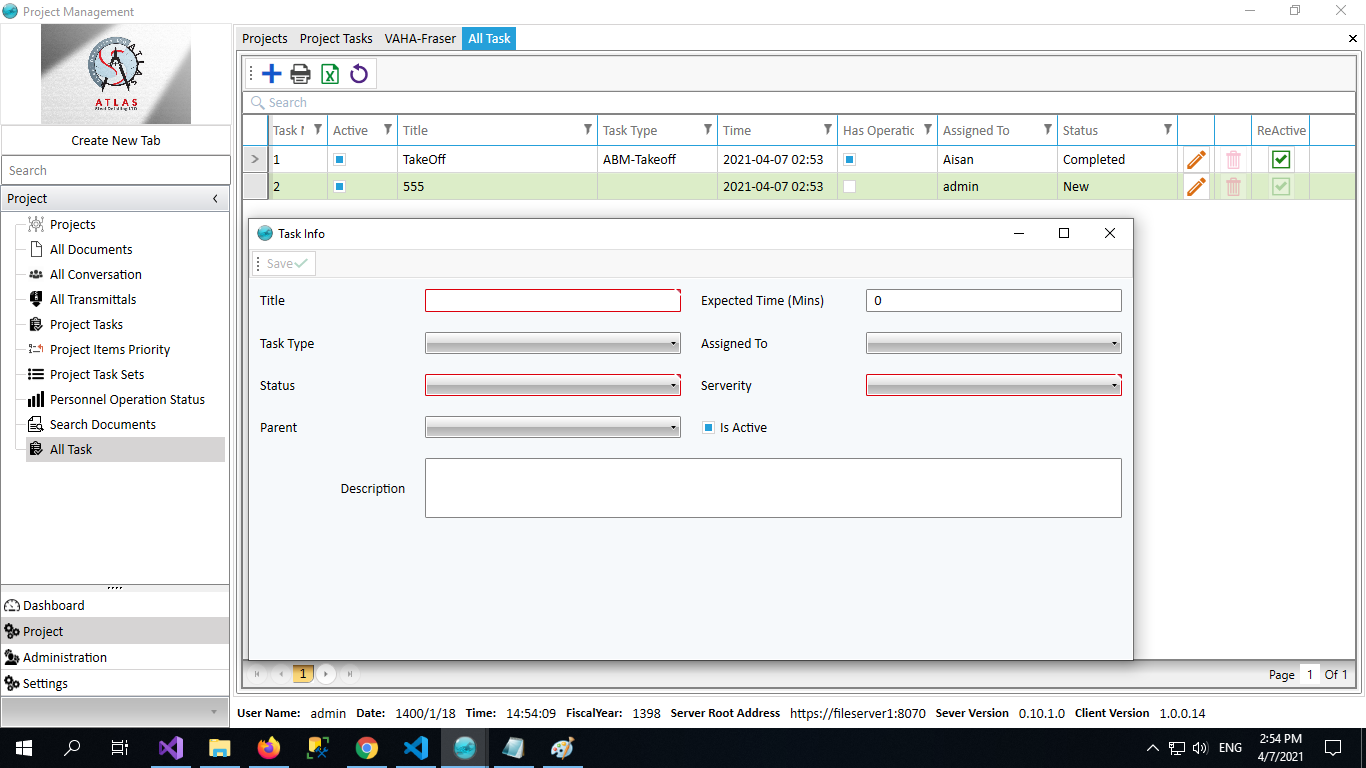 Project Management
ATLAS
Steel Detailing LTD
Create New Tab
Search
Project
Projects
All Documents
All Conversation
All Transmittals
Project Tasks
Project Items Priority
Project Task Sets
Personnel Operation Status
Search Documents
All Task
Dashboard
Project
Administration
Settings
Projects Project Tasks VAHA-Fraser All Task
Search
Task N Active Title Task Type Time Has Operatic Assigned To Status ReActive
1 TakeOff ABM-Takeoff 2021-04-07 02:53 Aisan Completed
2 555 2021-04-07 02:53 admin New
Task Info
Save
Title Expected Time (Mins) 0
Task Type Assigned To
Status Serverity
Parent Is Active
Description
1 Page 1 Of 1
User Name: admin Date: 1400/1/18 Time: 14:54:09 FiscalYear: 1398 Server Root Address https://fileserver1:8070 Sever Version 0.10.1.0 Client Version 1.0.0.14
ENG 2:54 PM
4/7/2021